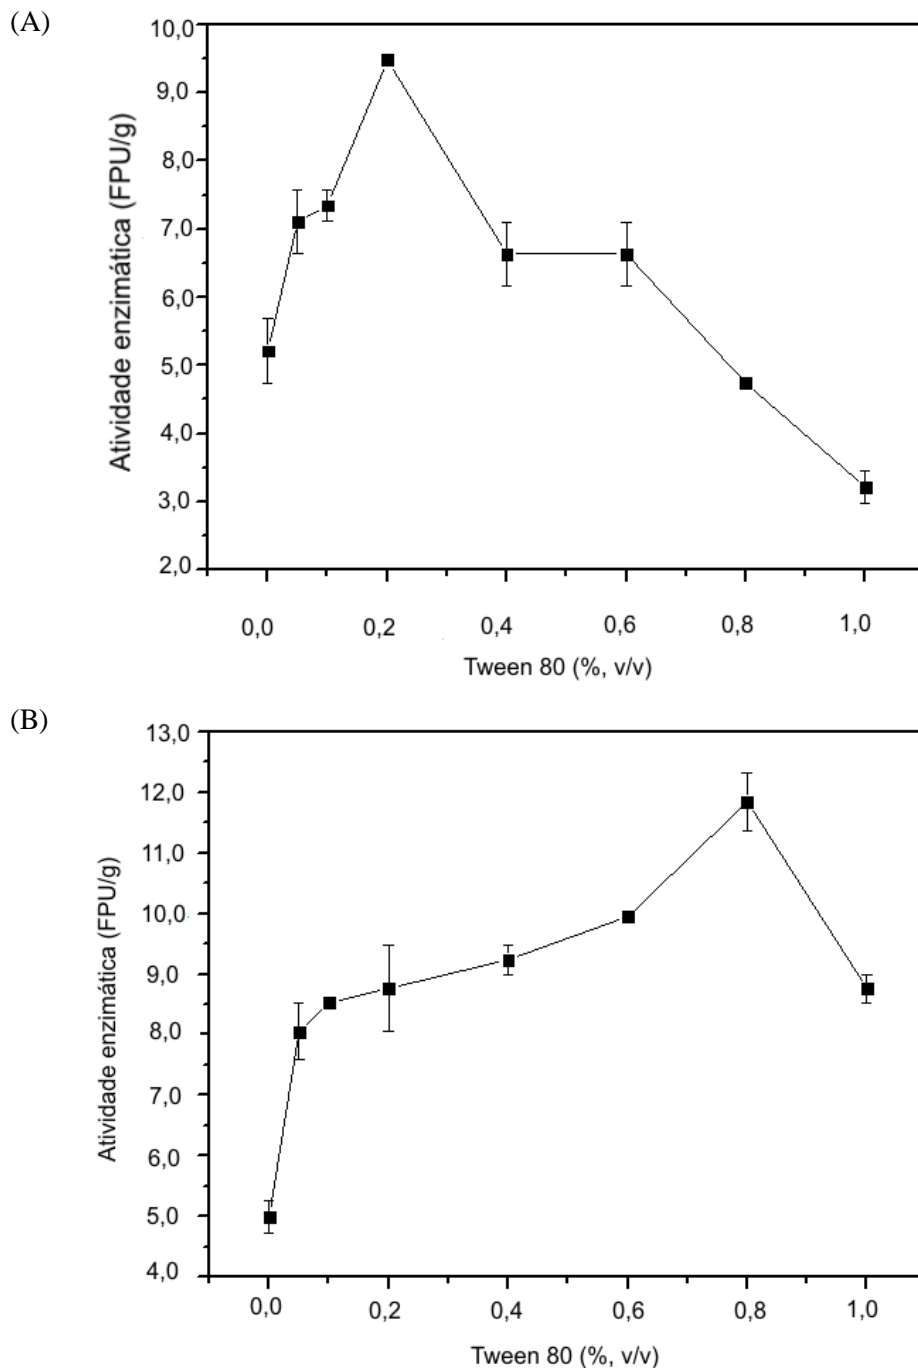 (A)
10,0
9,0
8,0
7,0
6,0
5,0
4,0
3,0
2,0
Atividade enzimática (FPU/g)
0,0 0,2 0,4 0,6 0,8 1,0
Tween 80 (%, v/v)
(B)
13,0
12,0
11,0
10,0
9,0
8,0
7,0
6,0
5,0
4,0
Atividade enzimática (FPU/g)
0,0 0,2 0,4 0,6 0,8 1,0
Tween 80 (%, v/v)